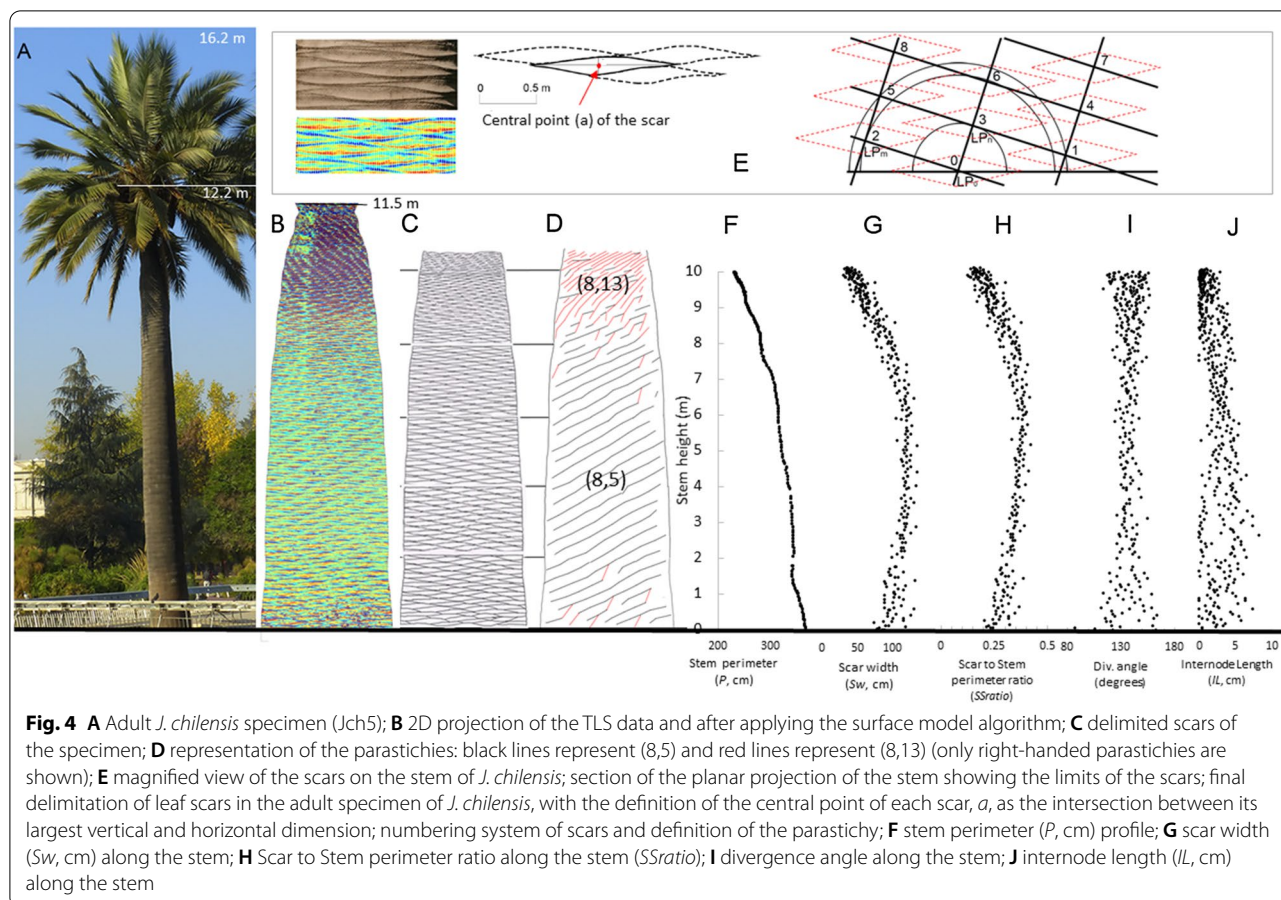 A
16.2 m
12.2 m
0 0.5 m
Central point (a) of the scar
E
8
7
6
5
4
3
2
1
0
LPm
LPn
LPo
B
11.5 m
C
D
(8,13)
(8,5)
F
G
H
I
J
Stem height (m)
10
9
8
7
6
5
4
3
2
1
0
200 300
Stem perimeter
(P, cm)
0 50 100
Scar width
(Sw, cm)
0 0.25 0.5
Scar to Stem
perimeter ratio
(SSratio)
80 130 180
Div. angle
(degrees)
0 5 10
Internode Length
(IL, cm)
Fig. 4 A Adult J. chilensis specimen (Jch5); B 2D projection of the TLS data and after applying the surface model algorithm; C delimited scars of
the specimen; D representation of the parastichies: black lines represent (8,5) and red lines represent (8,13) (only right-handed parastichies are
shown); E magnified view of the scars on the stem of J. chilensis; section of the planar projection of the stem showing the limits of the scars; final
delimitation of leaf scars in the adult specimen of J. chilensis, with the definition of the central point of each scar, a, as the intersection between its
largest vertical and horizontal dimension; numbering system of scars and definition of the parastichy; F stem perimeter (P, cm) profile; G scar width
(Sw, cm) along the stem; H Scar to Stem perimeter ratio along the stem (SSratio); I divergence angle along the stem; J internode length (IL, cm)
along the stem